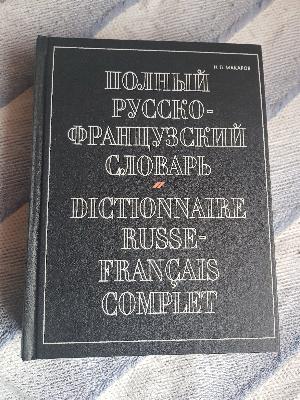 Н. П. МАКАРОВ
ПОЛНЫЙ
РУССКО-
ФРАНЦУЗСКИЙ
СЛОВАРЬ
DICTIONNAIRE
RUSSE-
FRANÇAIS
COMPLET